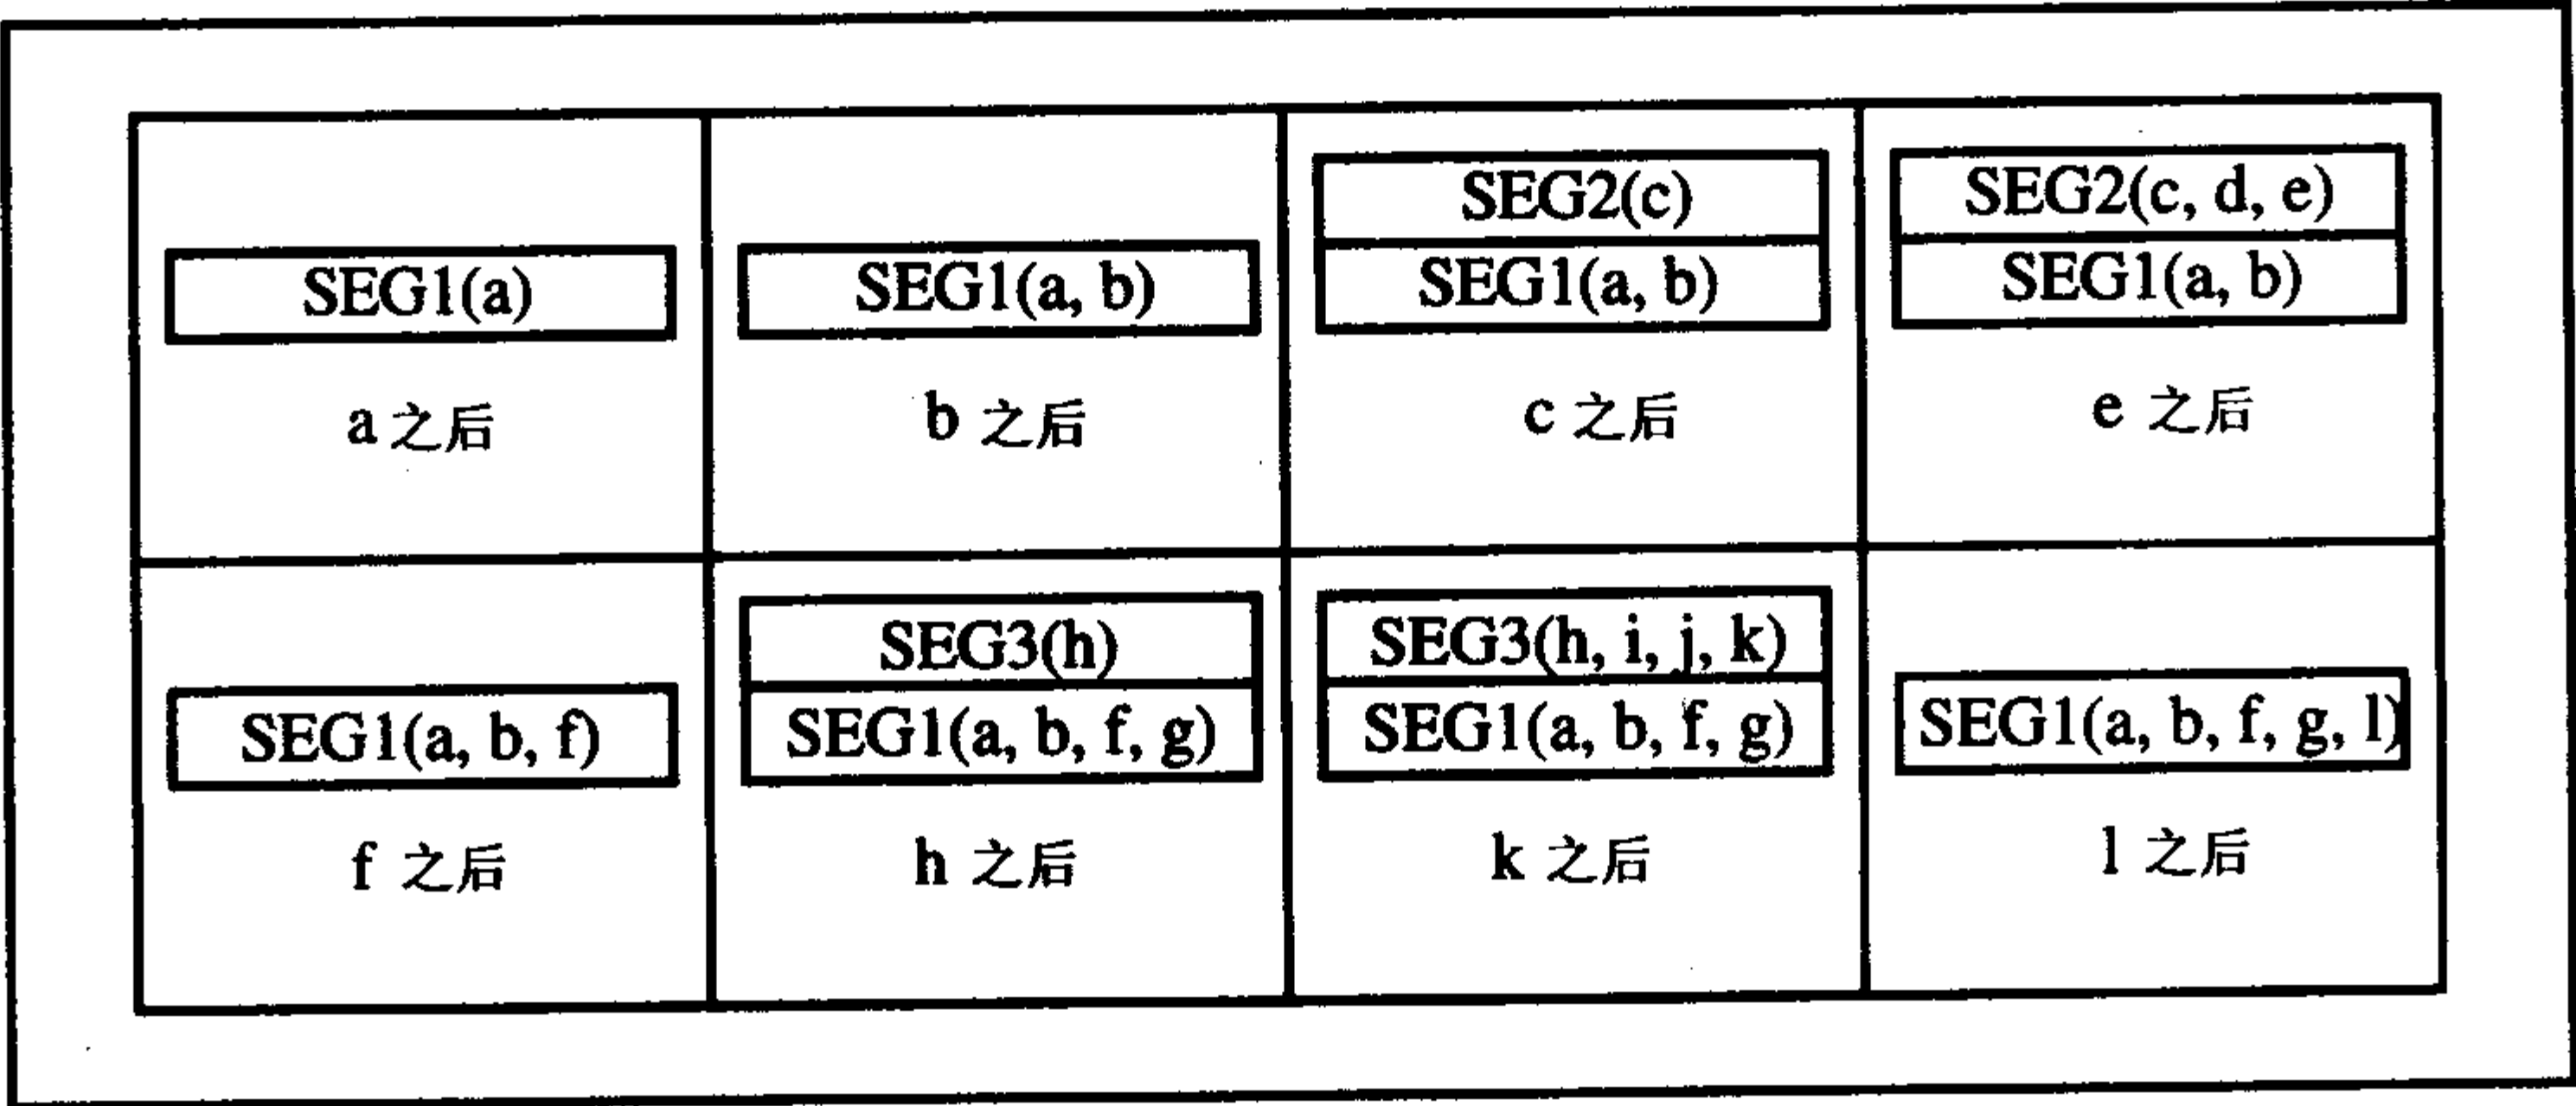 SEG1(a)
a 之后
SEG1(a, b)
b 之后
SEG2(c)
SEG1(a, b)
c 之后
SEG2(c, d, e)
SEG1(a, b)
e 之后
SEG1(a, b, f)
f 之后
SEG3(h)
SEG1(a, b, f, g)
h 之后
SEG3(h, i, j, k)
SEG1(a, b, f, g)
k 之后
SEG1(a, b, f, g, l)
l 之后